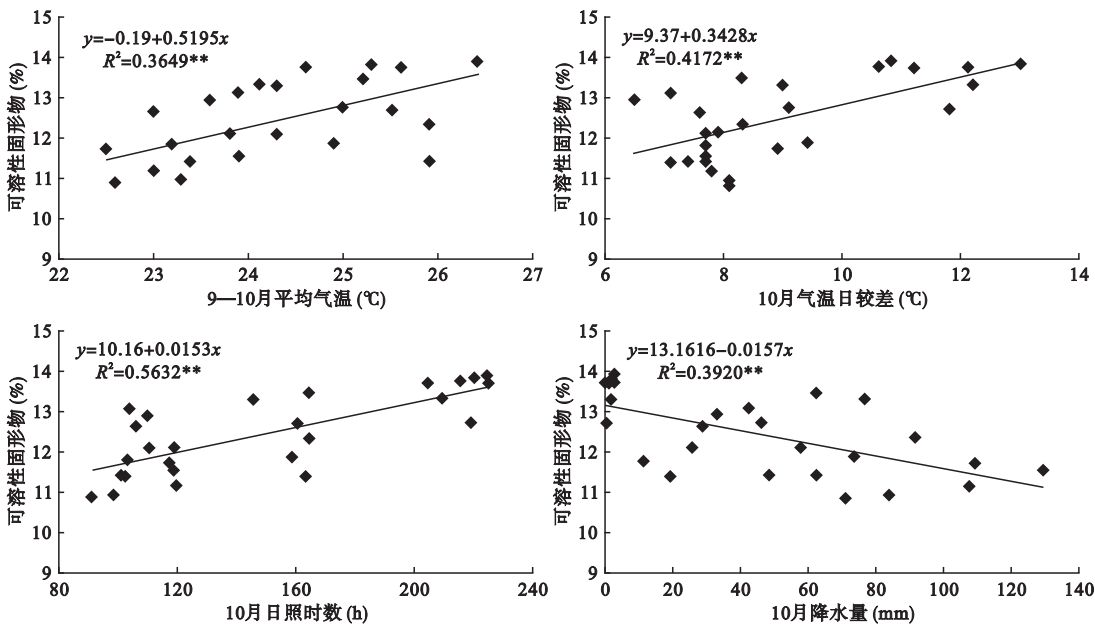 15
14
13
12
11
10
9
可溶性固形物 (%)
y=−0.19+0.5195x
R²=0.3649**
22 23 24 25 26 27
9—10月平均气温 (℃)
15
14
13
12
11
10
9
可溶性固形物 (%)
y=9.37+0.3428x
R²=0.4172**
6 8 10 12 14
10月气温日较差 (℃)
15
14
13
12
11
10
9
可溶性固形物 (%)
y=10.16+0.0153x
R²=0.5632**
80 120 160 200 240
10月日照时数 (h)
15
14
13
12
11
10
9
可溶性固形物 (%)
y=13.1616−0.0157x
R²=0.3920**
0 20 40 60 80 100 120 140
10月降水量 (mm)